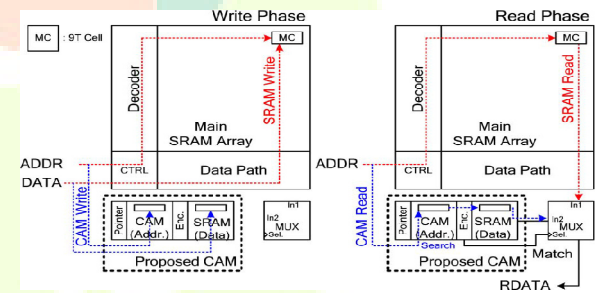 Write Phase
Read Phase
MC : 9T Cell
MC
Decoder
SRAM Write
Main
SRAM Array
ADDR
DATA
CTRL
Data Path
CAM Write
Ponter
CAM
(Addr.)
Enc.
SRAM
(Data)
Proposed CAM
In1
In2
MUX
Sel.
MC
Decoder
SRAM Read
Main
SRAM Array
ADDR
CTRL
Data Path
CAM Read
Ponter
CAM
(Addr.)
Search
Enc.
SRAM
(Data)
Proposed CAM
In1
In2
MUX
Sel.
Match
RDATA